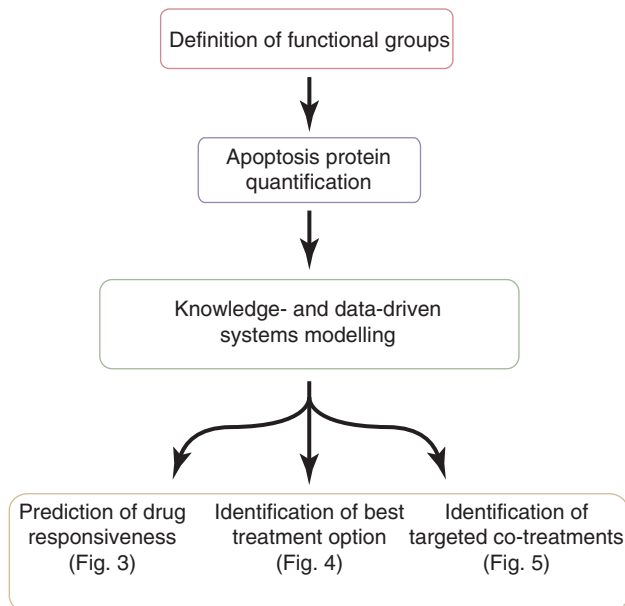 Definition of functional groups
Apoptosis protein
quantification
Knowledge- and data-driven
systems modelling
Prediction of drug
responsiveness
(Fig. 3)
Identification of best
treatment option
(Fig. 4)
Identification of
targeted co-treatments
(Fig. 5)